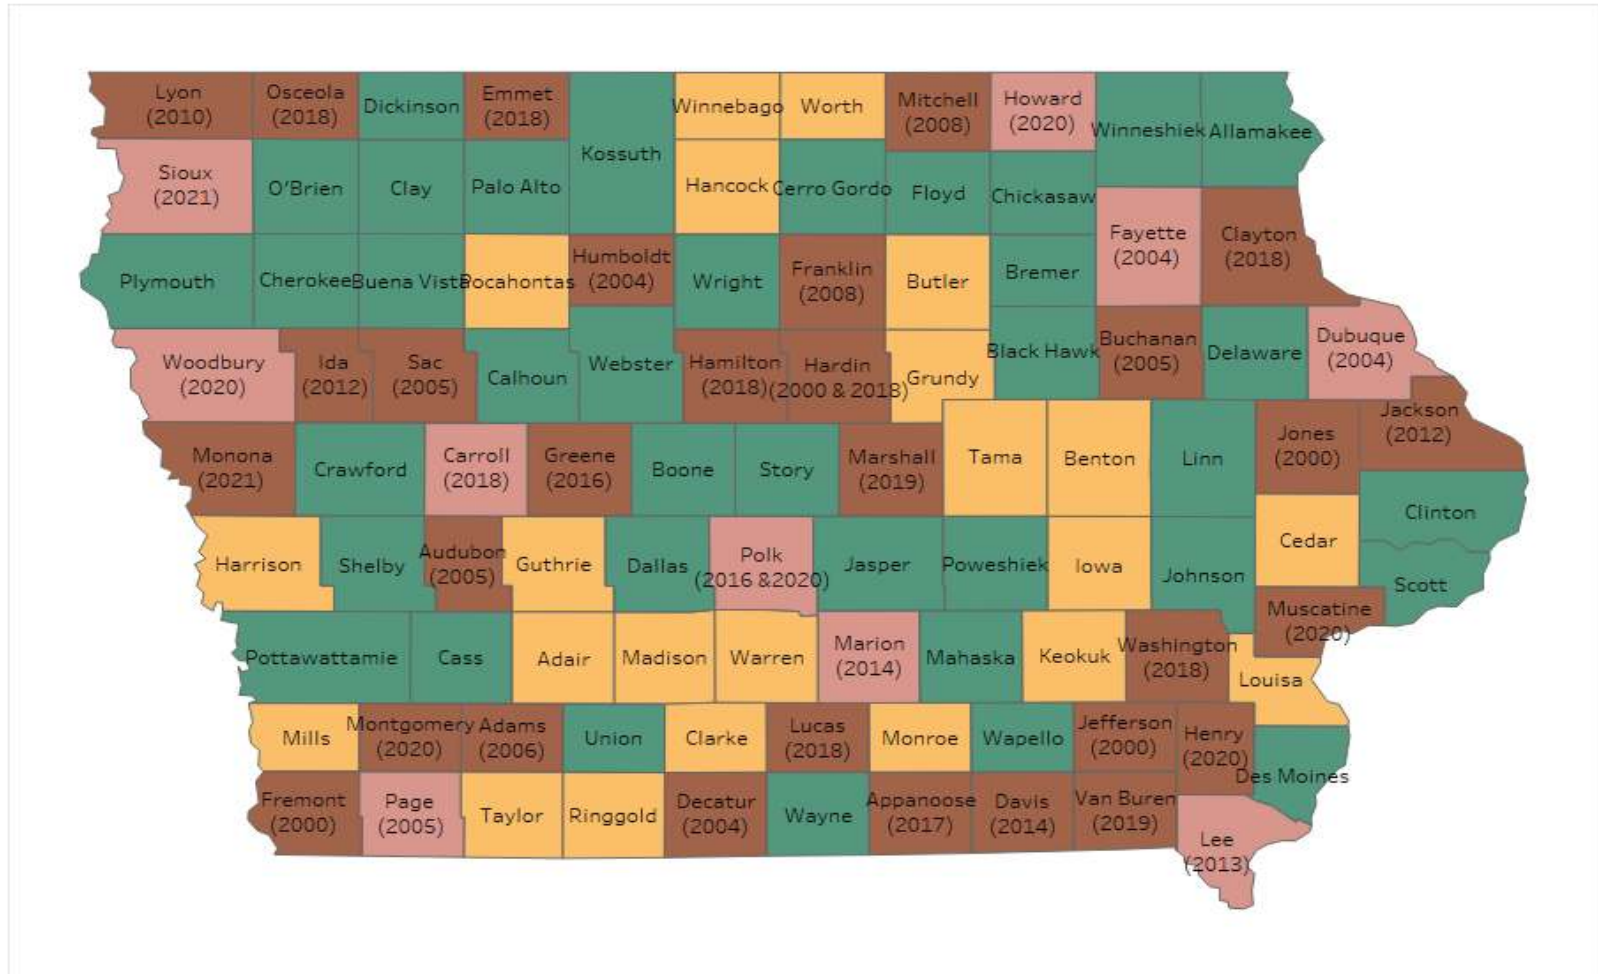 Lyon
(2010)
Osceola
(2018)
Dickinson
Emmet
(2018)
Kossuth
Winnebago
Worth
Mitchell
(2008)
Howard
(2020)
Winneshiek
Allamakee
Sioux
(2021)
O'Brien
Clay
Palo Alto
Hancock
Cerro Gordo
Floyd
Chickasaw
Fayette
(2004)
Clayton
(2018)
Plymouth
Cherokee
Buena Vista
Pocahontas
Humboldt
(2004)
Wright
Franklin
(2008)
Butler
Bremer
Woodbury
(2020)
Ida
(2012)
Sac
(2005)
Calhoun
Webster
Hamilton
(2018)
Hardin
(2000 & 2018)
Grundy
Black Hawk
Buchanan
(2005)
Delaware
Dubuque
(2004)
Monona
(2021)
Crawford
Carroll
(2018)
Greene
(2016)
Boone
Story
Marshall
(2019)
Tama
Benton
Linn
Jones
(2000)
Jackson
(2012)
Clinton
Harrison
Shelby
Audubon
(2005)
Guthrie
Dallas
Polk
(2016 &2020)
Jasper
Poweshiek
Iowa
Johnson
Cedar
Scott
Muscatine
(2020)
Pottawattamie
Cass
Adair
Madison
Warren
Marion
(2014)
Mahaska
Keokuk
Washington
(2018)
Louisa
Mills
Montgomery
(2020)
Adams
(2006)
Union
Clarke
Lucas
(2018)
Monroe
Wapello
Jefferson
(2000)
Henry
(2020)
Des Moines
Fremont
(2000)
Page
(2005)
Taylor
Ringgold
Decatur
(2004)
Wayne
Appanoose
(2017)
Davis
(2014)
Van Buren
(2019)
Lee
(2013)